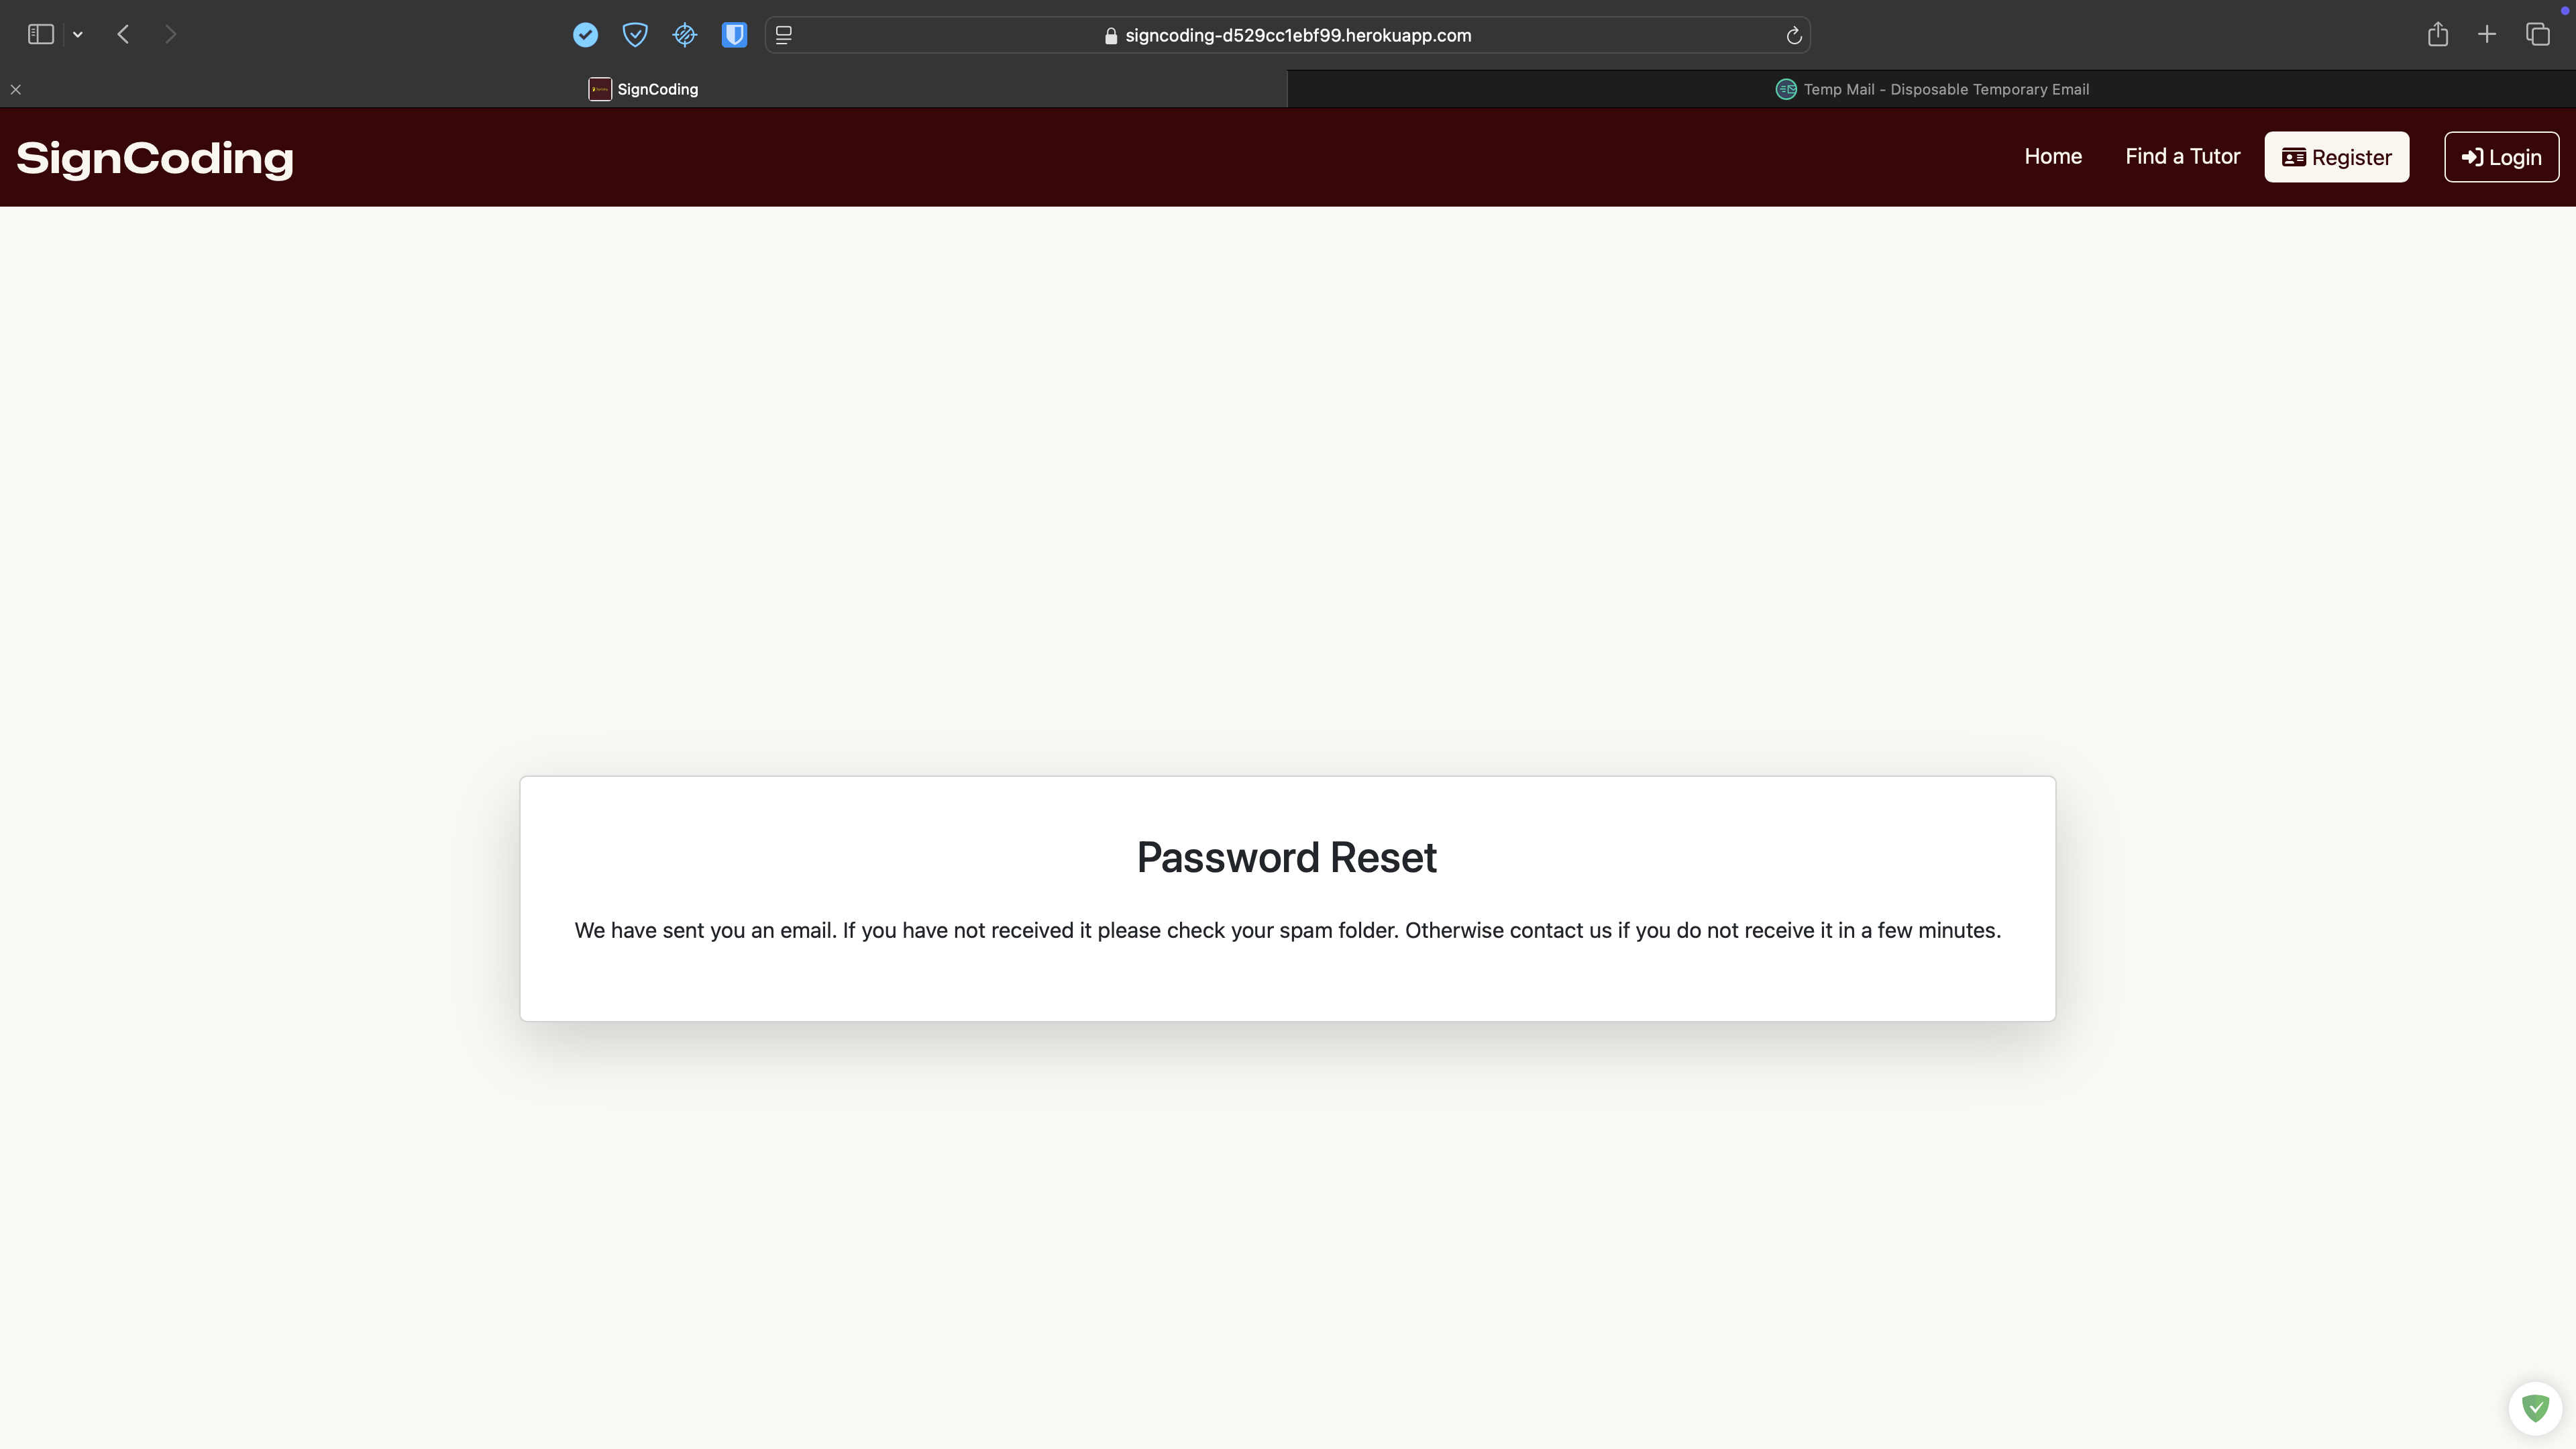 signcoding-d529cc1ebf99.herokuapp.com
SignCoding
Temp Mail - Disposable Temporary Email
SignCoding
Home
Find a Tutor
Register
Login
Password Reset
We have sent you an email. If you have not received it please check your spam folder. Otherwise contact us if you do not receive it in a few minutes.